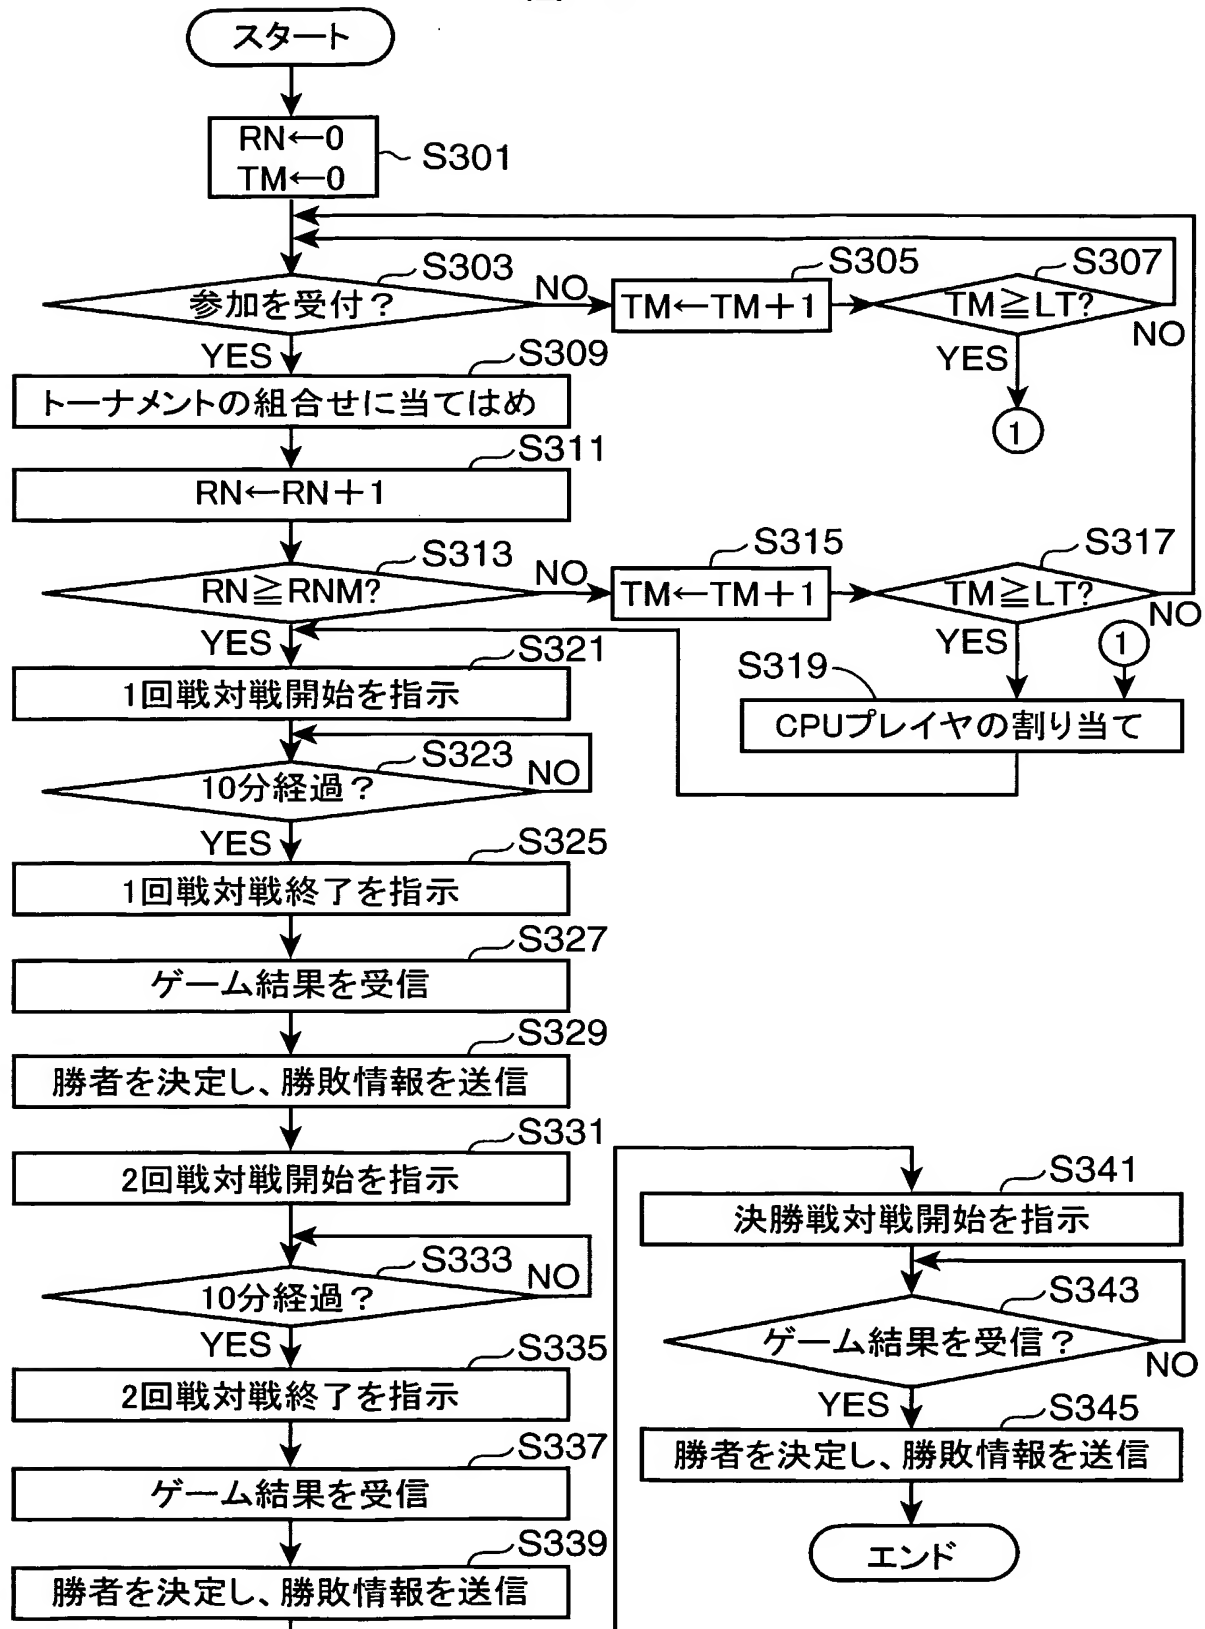 スタート
RN←0
TM←0
S301
S303
参加を受付？
NO
S305
TM←TM＋1
S307
TM≧LT?
NO
YES
1
YES
S309
トーナメントの組合せに当てはめ
S311
RN←RN＋1
S313
RN≧RNM?
NO
S315
TM←TM＋1
S317
TM≧LT?
NO
YES
1
S319
CPUプレイヤの割り当て
YES
S321
1回戦対戦開始を指示
S323
10分経過？
NO
YES
S325
1回戦対戦終了を指示
S327
ゲーム結果を受信
S329
勝者を決定し、勝敗情報を送信
S331
2回戦対戦開始を指示
S333
10分経過？
NO
YES
S335
2回戦対戦終了を指示
S337
ゲーム結果を受信
S339
勝者を決定し、勝敗情報を送信
S341
決勝戦対戦開始を指示
S343
ゲーム結果を受信？
NO
YES
S345
勝者を決定し、勝敗情報を送信
エンド